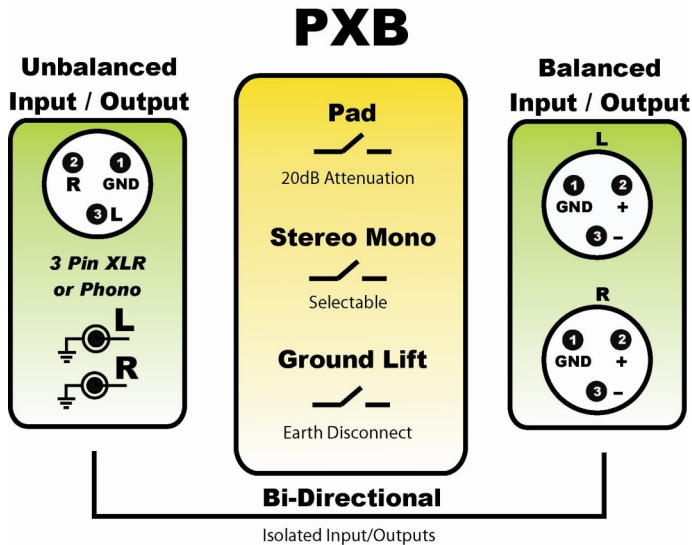 PXB
Unbalanced
Input / Output
2 1
R GND
3 L
3 Pin XLR
or Phono
L
R
Pad
20dB Attenuation
Stereo Mono
Selectable
Ground Lift
Earth Disconnect
Balanced
Input / Output
L
1 2
GND +
3 -
R
1 2
GND +
3 -
Bi-Directional
Isolated Input/Outputs